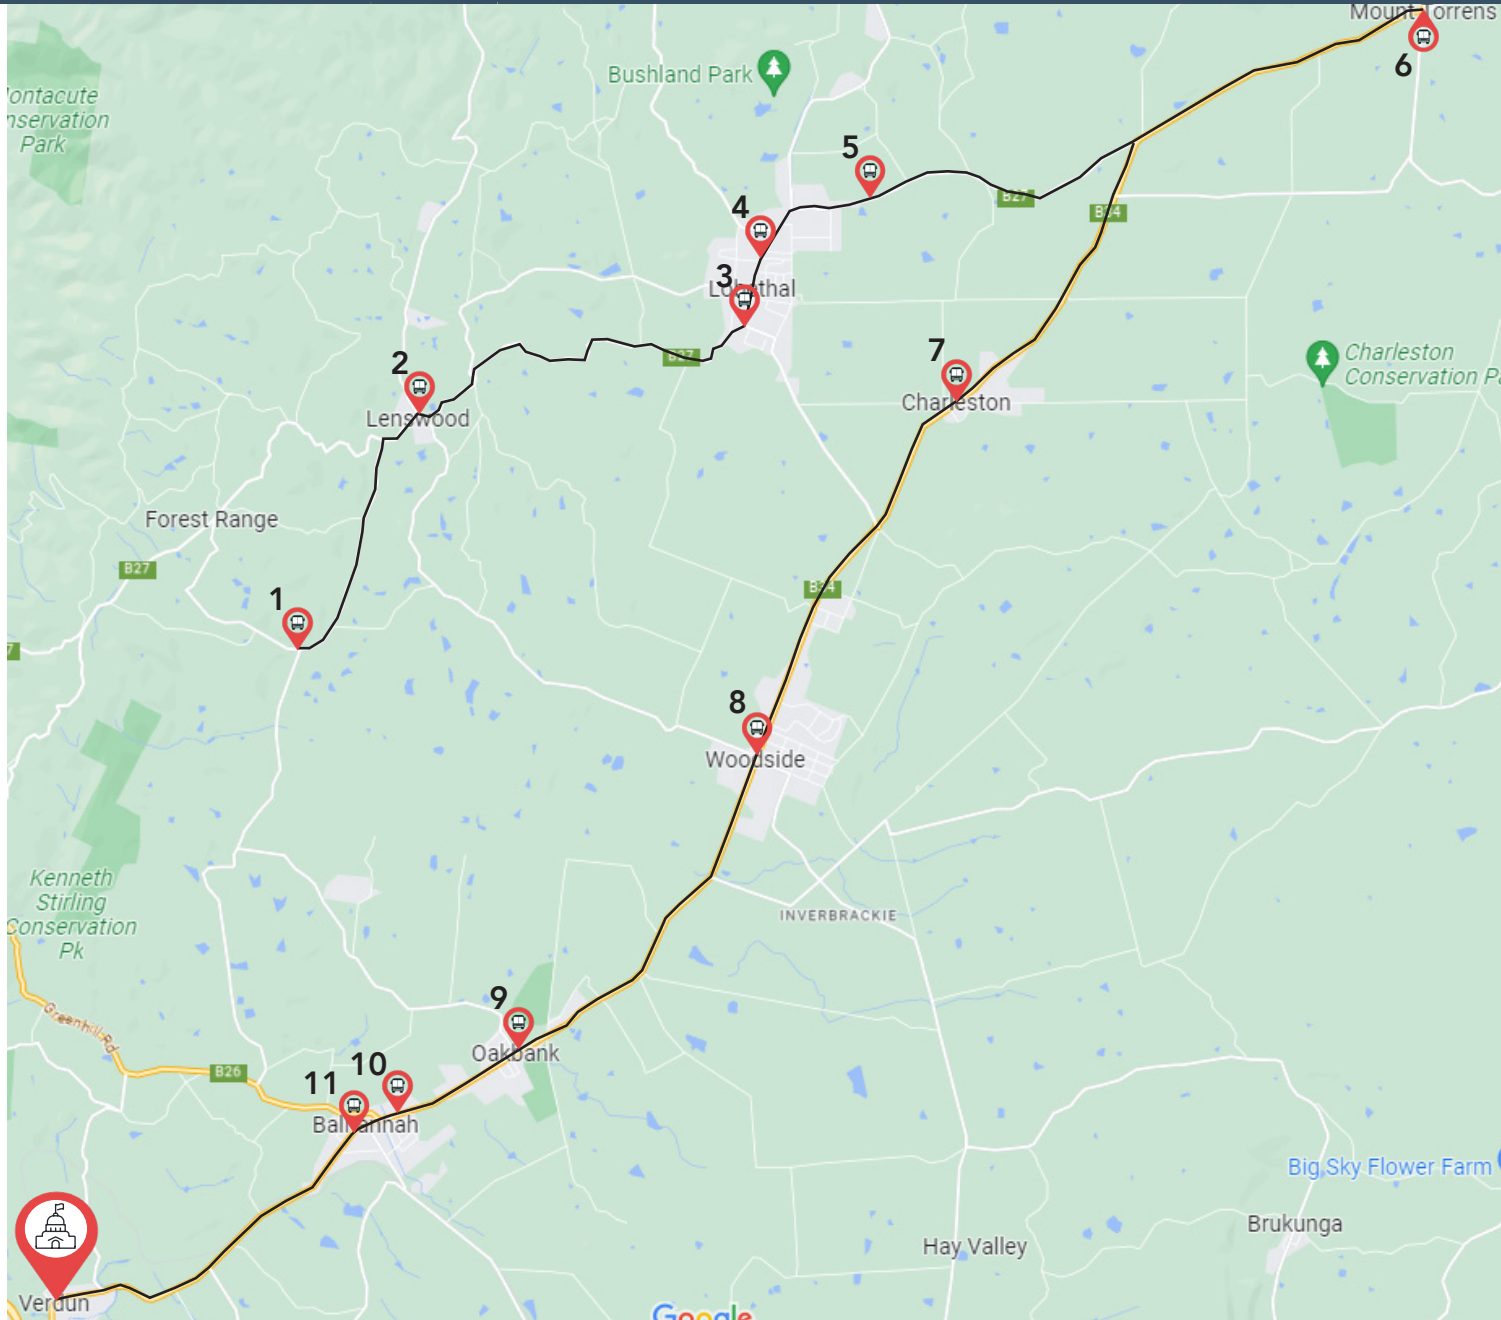 Mount Torrens
6
Bushland Park
ontacute
nservation
Park
5
4
B27
3
Lobethal
7
Charleston
Conservation
B27
2
Charleston
Lenswood
Forest Range
B27
1
B34
7
8
Woodside
Kenneth
Stirling
Conservation
Pk
INVERBRACKIE
9
Greenhill Rd
Oakbank
10
B26
11
Balhannah
Big Sky Flower Farm
Brukunga
Hay Valley
Verdun
Google